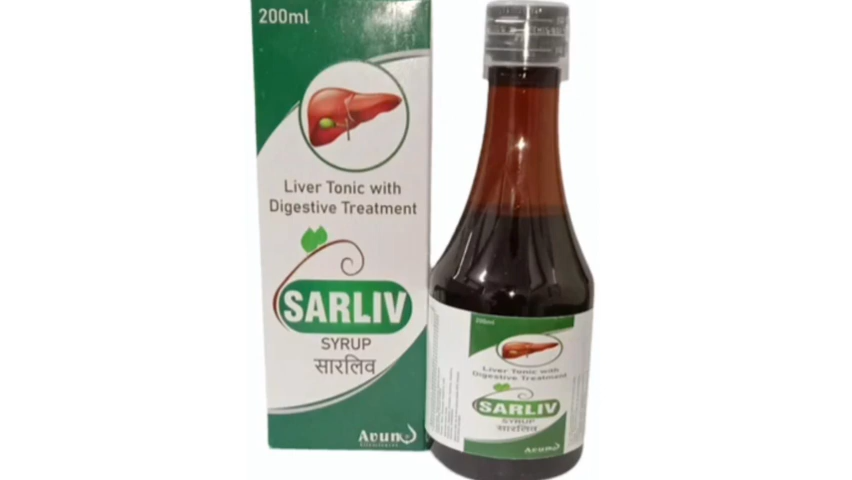 200ml
Liver Tonic with
Digestive Treatment
SARLIV
SYRUP
सारलिव
200ml
Liver Tonic with
Digestive Treatment
SARLIV
SYRUP
सारलिव